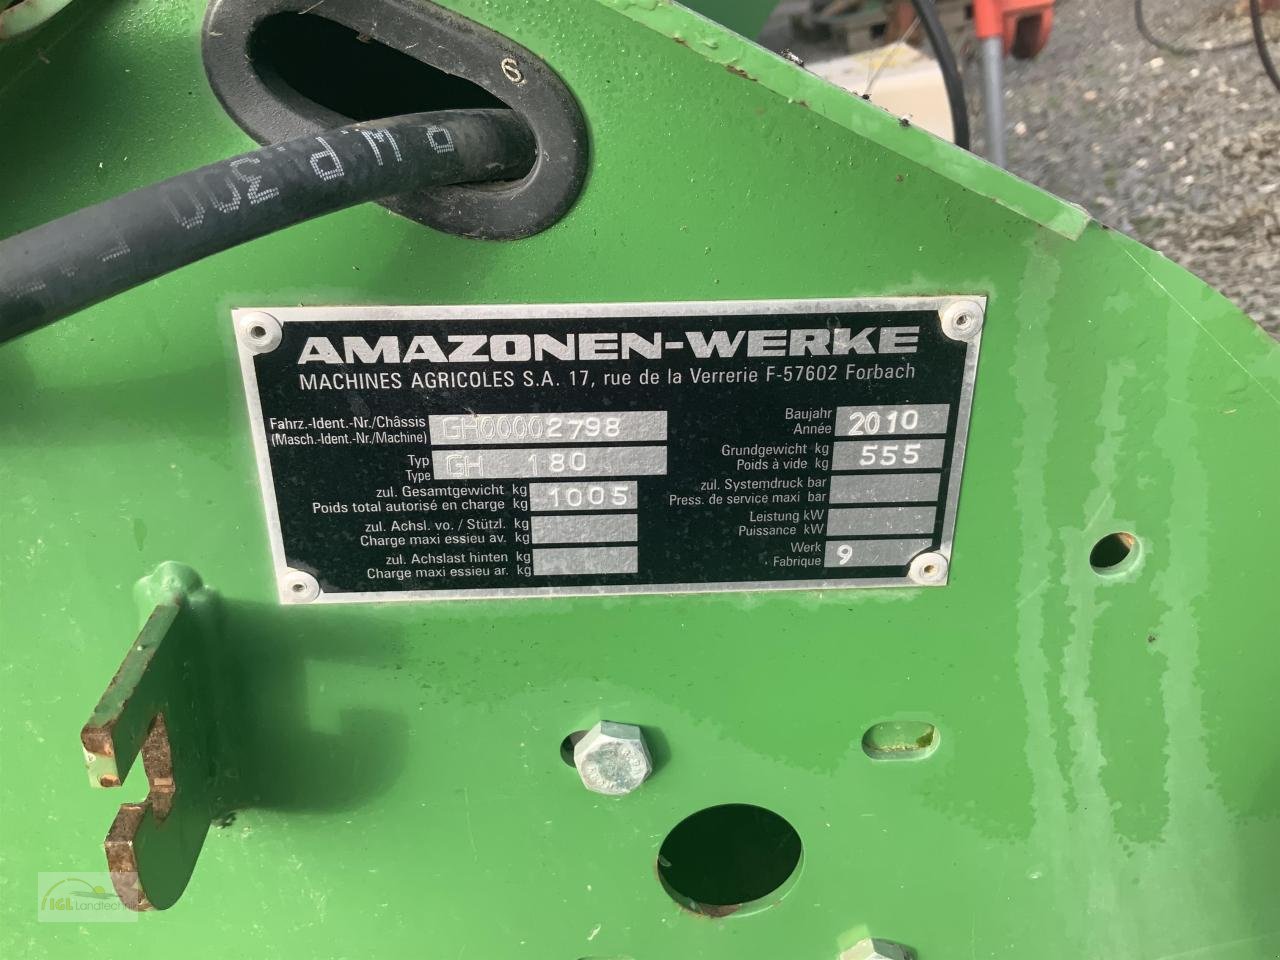 6
300 P.W P
AMAZONEN-WERKE
MACHINES AGRICOLES S.A. 17, rue de la Verrerie F-57602 Forbach
Fahrz.-Ident.-Nr./Châssis
(Masch.-Ident.-Nr./Machine)
GH00002798
Typ
Type
GH 180
zul. Gesamtgewicht kg
Poids total autorisé en charge kg
1005
zul. Achsl. vo. / Stützl. kg
Charge maxi essieu av. kg
zul. Achslast hinten kg
Charge maxi essieu ar. kg
Baujahr
Année
2010
Grundgewicht kg
Poids à vide kg
555
zul. Systemdruck bar
Press. de service maxi bar
Leistung kW
Puissance kW
Werk
Fabrique
9
IGL Landtechnik